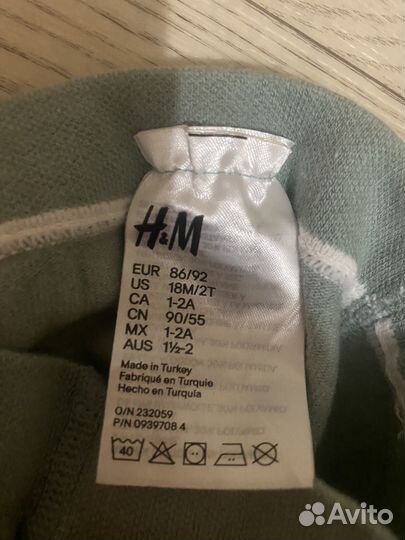 H&M
EUR 86/92
US 18M/2T
CA 1-2A
CN 90/55
MX 1-2A
AUS 1½-2
Made in Turkey
Fabriqué en Turquie
Hecho en Turquía
O/N 232059
P/N 0939708 4
40
Avito